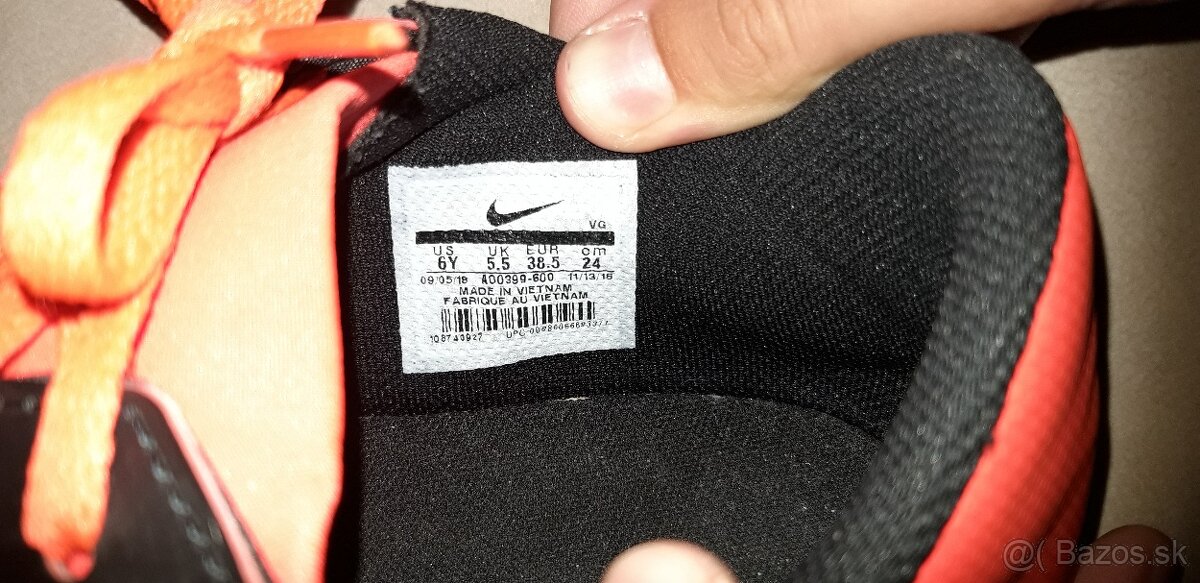 VG
US UK EUR cm
6Y 5.5 38.5 24
09/05/18 AO0399-600 11/13/18
MADE IN VIETNAM
FABRIQUE AU VIETNAM
108740927
@( Bazos.sk